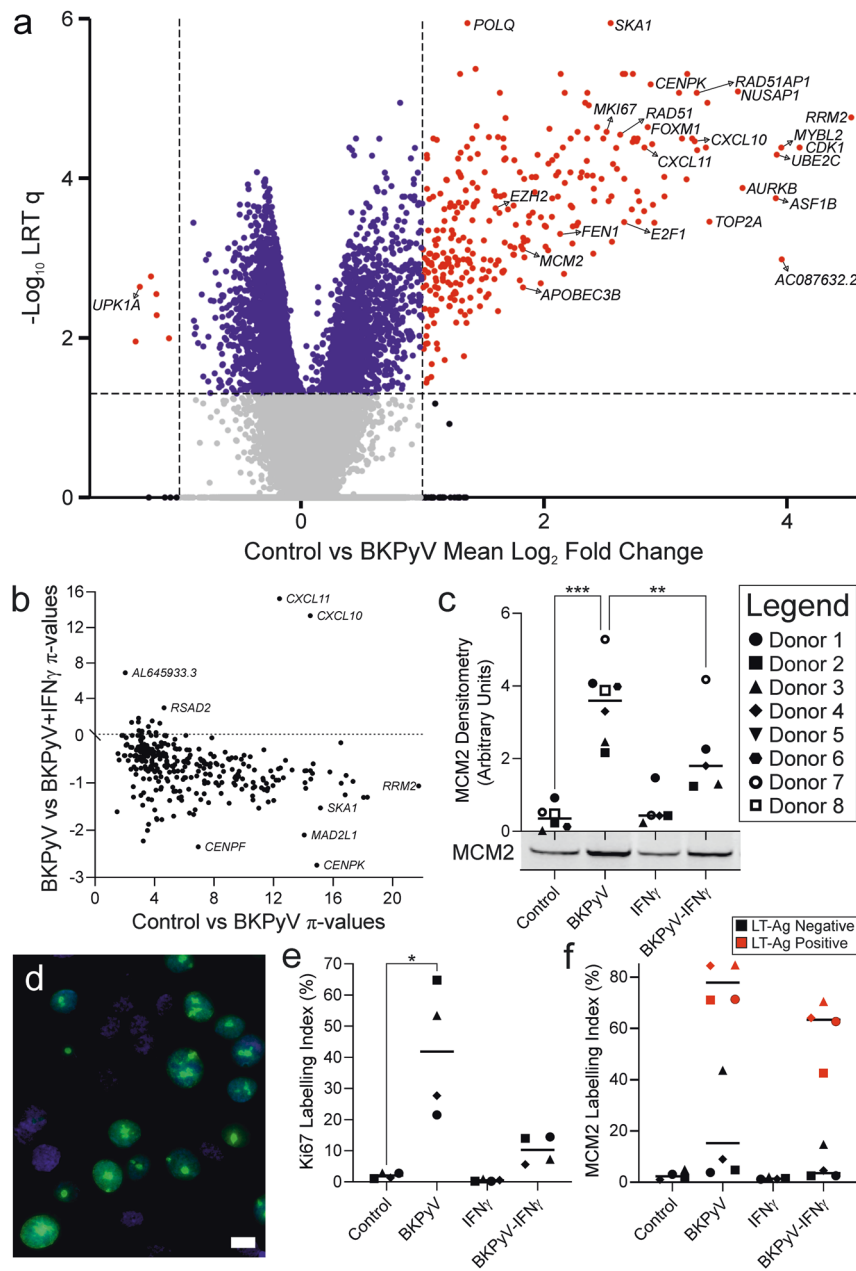 a
6
4
2
0
-Log10 LRT q
POLQ
SKA1
CENPK
RAD51AP1
NUSAP1
MKI67
RAD51
FOXM1
CXCL10
CXCL11
RRM2
MYBL2
CDK1
UBE2C
EZH2
AURKB
ASF1B
FEN1
E2F1
TOP2A
MCM2
APOBEC3B
AC087632.2
UPK1A
0
2
4
Control vs BKPyV Mean Log2 Fold Change
b
16
12
8
4
0
-1
-2
-3
BKPyV vs BKPyV+IFNγ π-values
CXCL11
CXCL10
AL645933.3
RSAD2
RRM2
SKA1
MAD2L1
CENPF
CENPK
0
4
8
12
16
20
Control vs BKPyV π-values
c
***
**
6
4
2
0
MCM2 Densitometry
(Arbitrary Units)
MCM2
Control
BKPyV
IFNγ
BKPyV-IFNγ
Legend
Donor 1
Donor 2
Donor 3
Donor 4
Donor 5
Donor 6
Donor 7
Donor 8
d
e
*
70
60
50
40
30
20
10
0
Ki67 Labelling Index (%)
Control
BKPyV
IFNγ
BKPyV-IFNγ
LT-Ag Negative
LT-Ag Positive
f
80
60
40
20
0
MCM2 Labelling Index (%)
Control
BKPyV
IFNγ
BKPyV-IFNγ